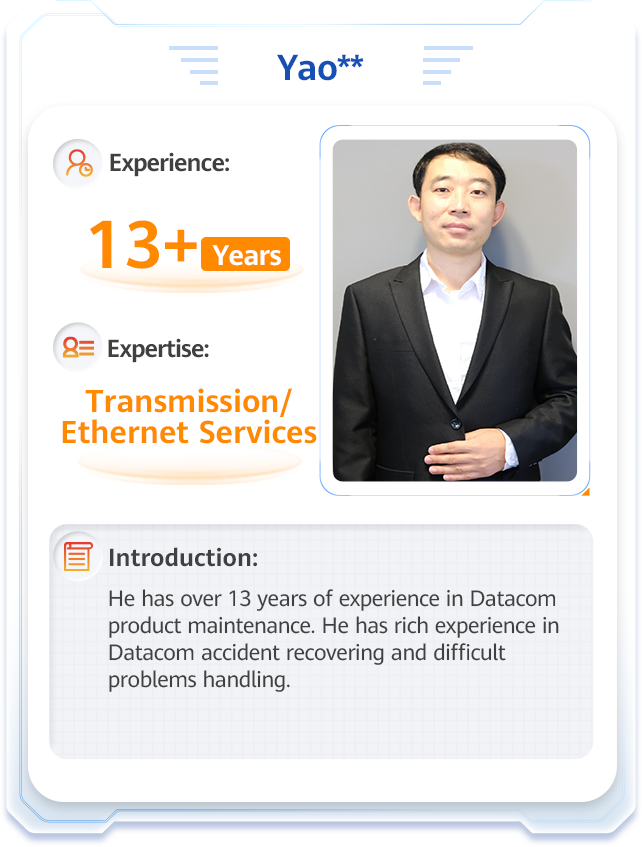 Yao**
Experience:
13+ Years
Expertise:
Transmission/
Ethernet Services
Introduction:
He has over 13 years of experience in Datacom
product maintenance. He has rich experience in
Datacom accident recovering and difficult
problems handling.